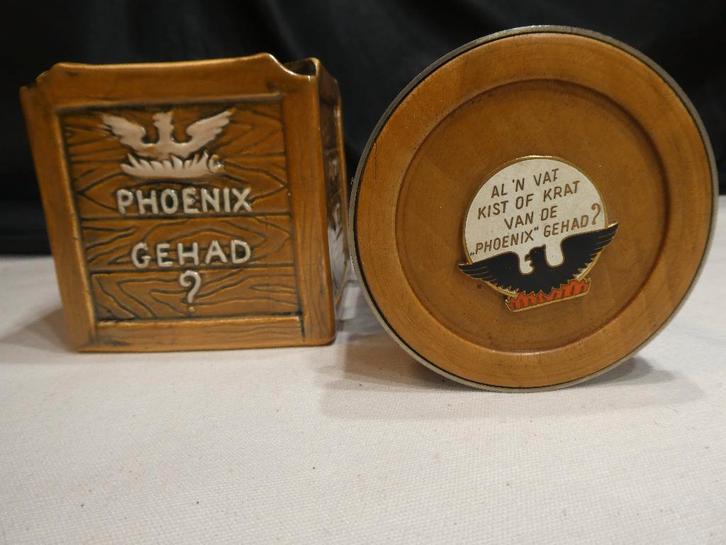 PHOENIX
GEHAD
?
AL 'N VAT
KIST OF KRAT
VAN DE
„PHOENIX" GEHAD?